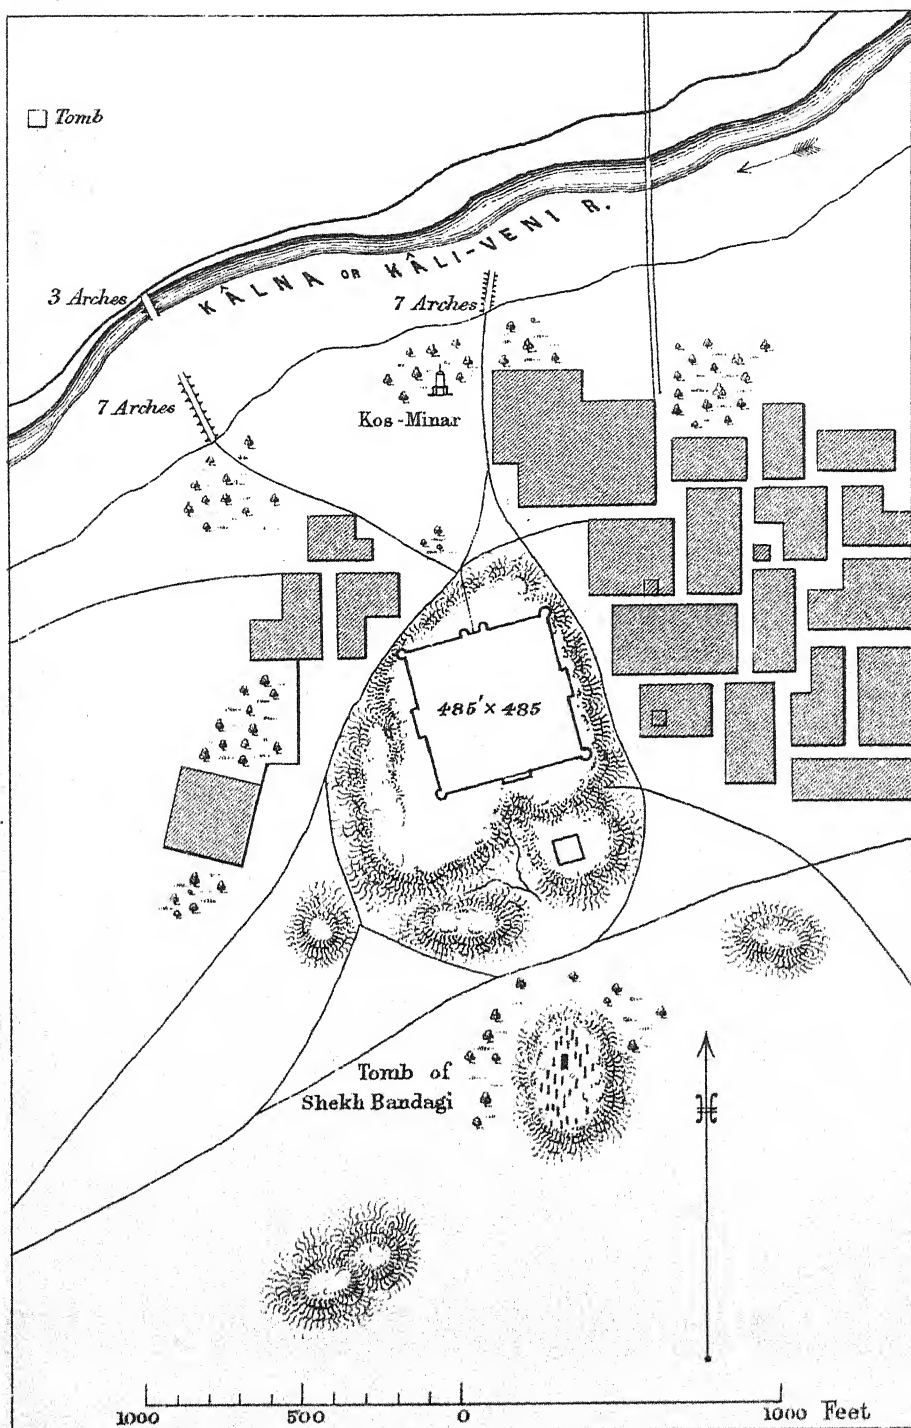 Tomb
KÂLNA OR KÂLI-VENI R.
3 Arches
7 Arches
7 Arches
Kos-Minar
485' × 485
Tomb of
Shekh Bandagi
1000 500 0 1000 Feet